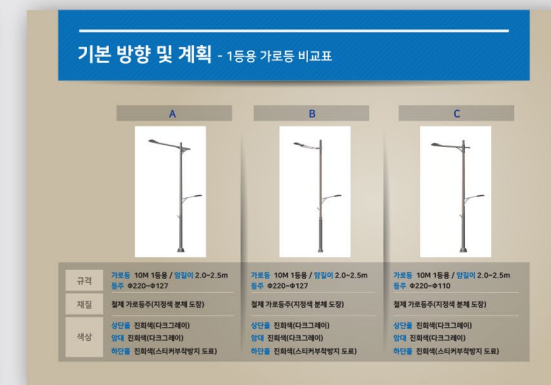 기본 방향 및 계획 - 1등용 가로등 비교표
A B C
규격
가로등 10M 1등용 / 암길이 2.0~2.5m
등주 Φ220~Φ127
가로등 10M 1등용 / 암길이 2.0~2.5m
등주 Φ220~Φ127
가로등 10M 1등용 / 암길이 2.0~2.5m
등주 Φ220~Φ110
재질
철제 가로등주(지정색 분체 도장)
철제 가로등주(지정색 분체 도장)
철제 가로등주(지정색 분체 도장)
색상
상단폴 진회색(다크그레이)
암대 진회색(다크그레이)
하단폴 진회색(스티커부착방지 도료)
상단폴 진회색(다크그레이)
암대 진회색(다크그레이)
하단폴 진회색(스티커부착방지 도료)
상단폴 진회색(다크그레이)
암대 진회색(다크그레이)
하단폴 진회색(스티커부착방지 도료)